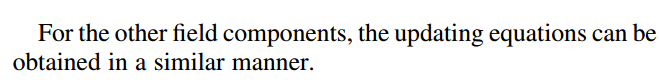 For the other field components, the updating equations can be
obtained in a similar manner.